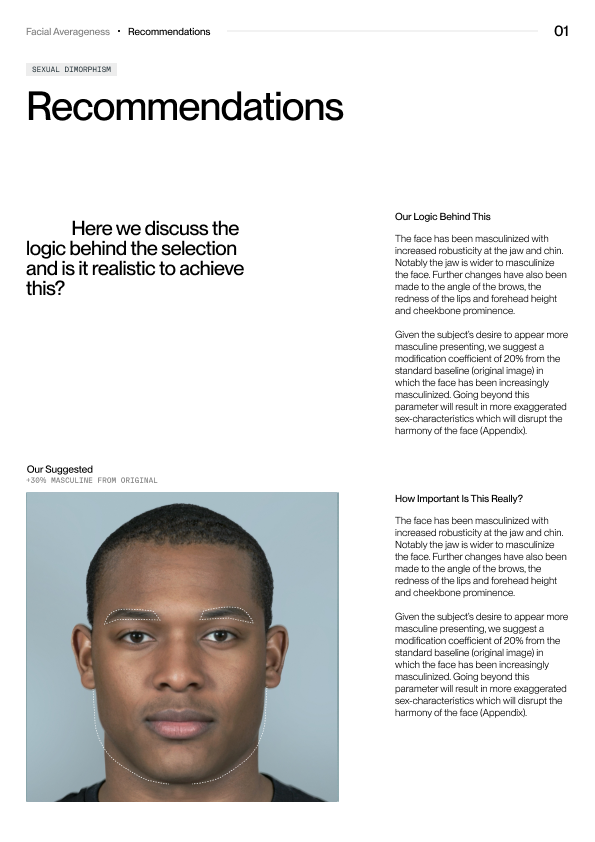 Facial Averageness • Recommendations 01
SEXUAL DIMORPHISM
Recommendations
Here we discuss the
logic behind the selection
and is it realistic to achieve
this?
Our Logic Behind This
The face has been masculinized with
increased robusticity at the jaw and chin.
Notably the jaw is wider to masculinize
the face. Further changes have also been
made to the angle of the brows, the
redness of the lips and forehead height
and cheekbone prominence.
Given the subject's desire to appear more
masculine presenting, we suggest a
modification coefficient of 20% from the
standard baseline (original image) in
which the face has been increasingly
masculinized. Going beyond this
parameter will result in more exaggerated
sex-characteristics which will disrupt the
harmony of the face (Appendix).
Our Suggested
+30% MASCULINE FROM ORIGINAL
How Important Is This Really?
The face has been masculinized with
increased robusticity at the jaw and chin.
Notably the jaw is wider to masculinize
the face. Further changes have also been
made to the angle of the brows, the
redness of the lips and forehead height
and cheekbone prominence.
Given the subject's desire to appear more
masculine presenting, we suggest a
modification coefficient of 20% from the
standard baseline (original image) in
which the face has been increasingly
masculinized. Going beyond this
parameter will result in more exaggerated
sex-characteristics which will disrupt the
harmony of the face (Appendix).